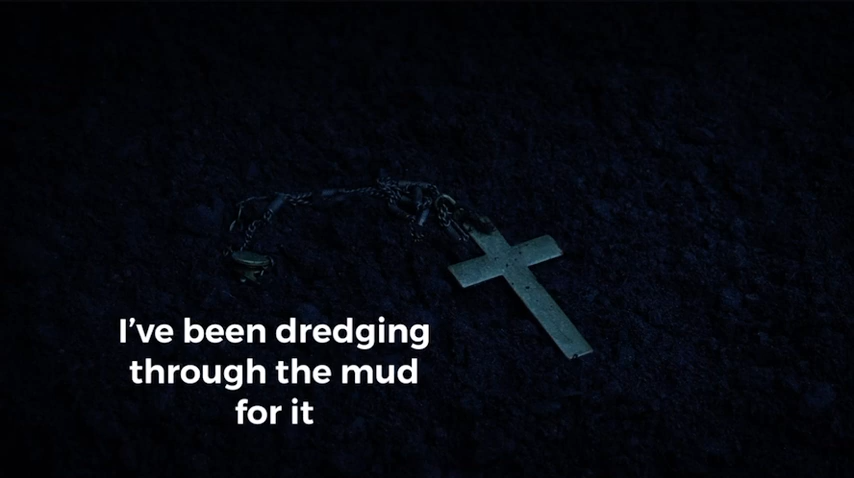 I’ve been dredging
through the mud
for it